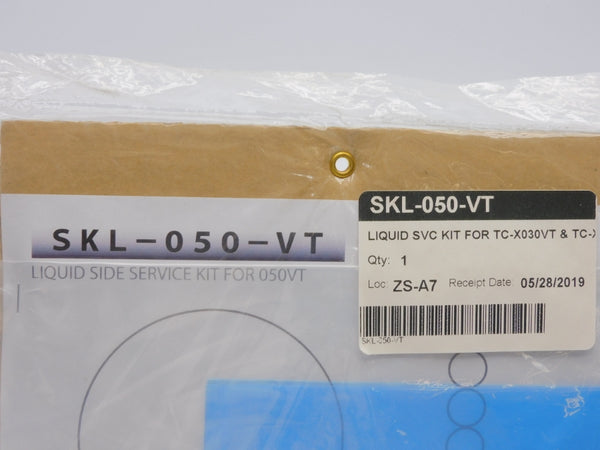 SKL-050-VT
LIQUID SIDE SERVICE KIT FOR 050VT
SKL-050-VT
LIQUID SVC KIT FOR TC-X030VT & TC-X
Qty: 1
Loc: ZS-A7 Receipt Date: 05/28/2019
SKL-050-VT